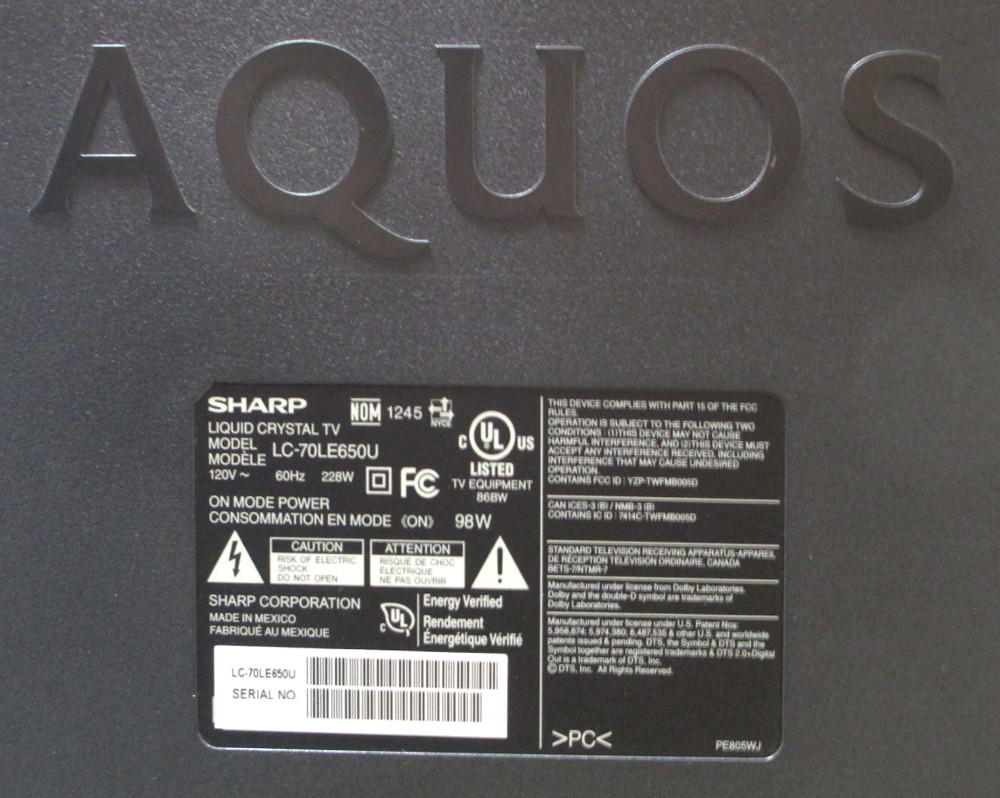 AQUOS
SHARP
NOM 1245 NYCE
LIQUID CRYSTAL TV
MODEL
MODÈLE LC-70LE650U
120V ~ 60Hz 228W
FC
C UL US
LISTED
TV EQUIPMENT
868W
ON MODE POWER
CONSOMMATION EN MODE 《ON》 98W
CAUTION
RISK OF ELECTRIC
SHOCK
DO NOT OPEN
ATTENTION
RISQUE DE CHOC
ÉLECTRIQUE
NE PAS OUVRIR
SHARP CORPORATION
MADE IN MEXICO
FABRIQUÉ AU MEXIQUE
C UL
Energy Verified
Rendement
Énergétique Vérifié
LC-70LE650U
SERIAL NO
THIS DEVICE COMPLIES WITH PART 15 OF THE FCC
RULES.
OPERATION IS SUBJECT TO THE FOLLOWING TWO
CONDITIONS : (1)THIS DEVICE MAY NOT CAUSE
HARMFUL INTERFERENCE, AND (2)THIS DEVICE MUST
ACCEPT ANY INTERFERENCE RECEIVED, INCLUDING
INTERFERENCE THAT MAY CAUSE UNDESIRED
OPERATION.
CONTAINS FCC ID : YZP-TWFMB005D
CAN ICES-3 (B) / NMB-3 (B)
CONTAINS IC ID : 7414C-TWFMB005D
STANDARD TELEVISION RECEIVING APPARATUS-APPAREIL
DE RÉCEPTION TÉLÉVISION ORDINAIRE, CANADA
BETS-7/NTMR-7
Manufactured under license from Dolby Laboratories.
Dolby and the double-D symbol are trademarks of
Dolby Laboratories.
Manufactured under license under U.S. Patent Nos:
5,956,674; 5,974,380; 6,487,535 & other U.S. and worldwide
patents issued & pending. DTS, the Symbol & DTS and the
Symbol together are registered trademarks & DTS 2.0+Digital
Out is a trademark of DTS, Inc.
© DTS, Inc. All Rights Reserved.
>PC<
PE805WJ